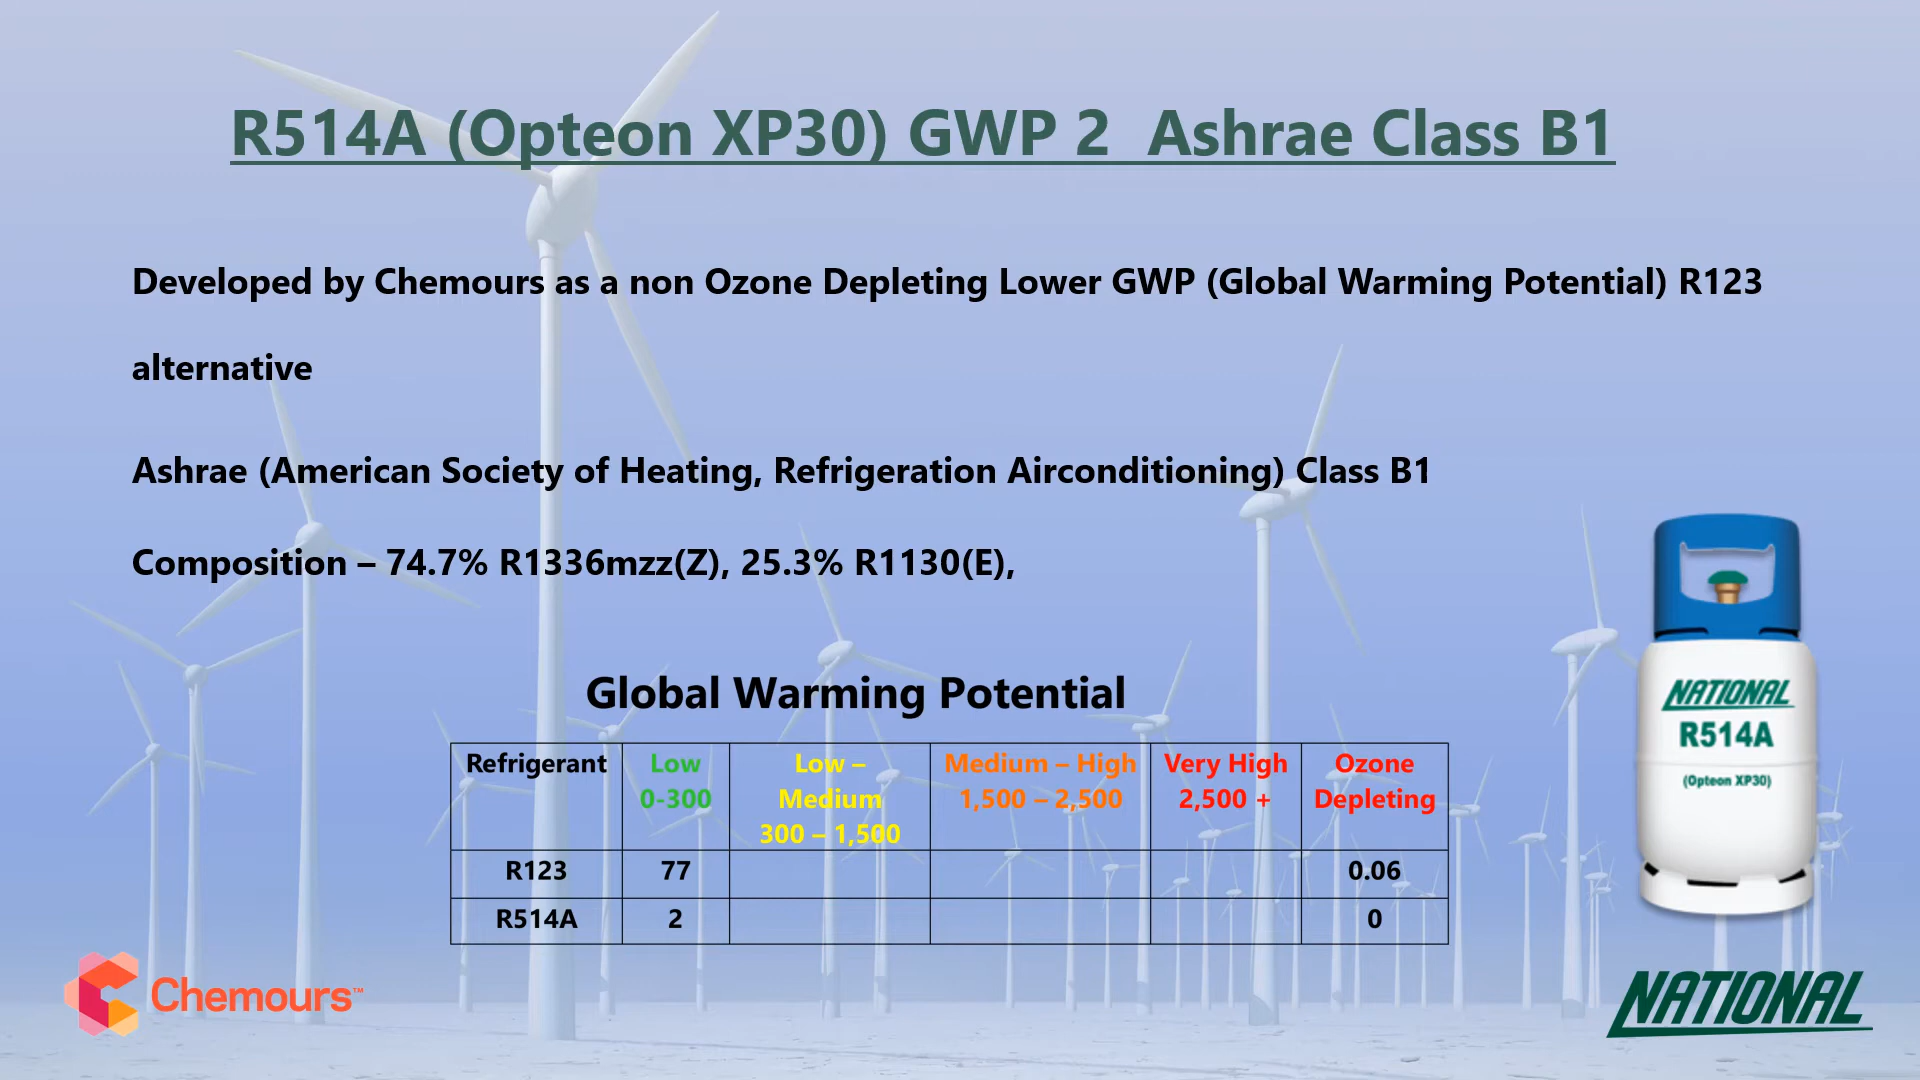 R514A (Opteon XP30) GWP 2  Ashrae Class B1
Developed by Chemours as a non Ozone Depleting Lower GWP (Global Warming Potential) R123
alternative
Ashrae (American Society of Heating, Refrigeration Airconditioning) Class B1
Composition – 74.7% R1336mzz(Z), 25.3% R1130(E),
NATIONAL
R514A
(Opteon XP30)
Global Warming Potential
Refrigerant Low Low – Medium – High Very High Ozone
0-300 Medium 1,500 – 2,500 2,500 + Depleting
300 – 1,500
R123 77 0.06
R514A 2 0
Chemours™
NATIONAL